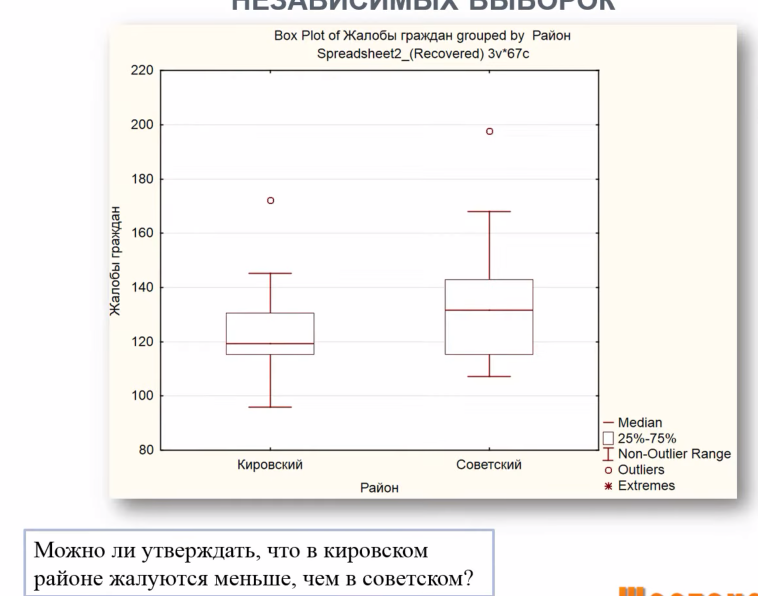 НЕЗАВИСИМЫХ ВЫБОРОК
Box Plot of Жалобы граждан grouped by Район
Spreadsheet2_(Recovered) 3v*67c
220
200
180
160
140
120
100
80
Жалобы граждан
Кировский
Советский
Район
Median
25%-75%
Non-Outlier Range
Outliers
Extremes
Можно ли утверждать, что в кировском
районе жалуются меньше, чем в советском?